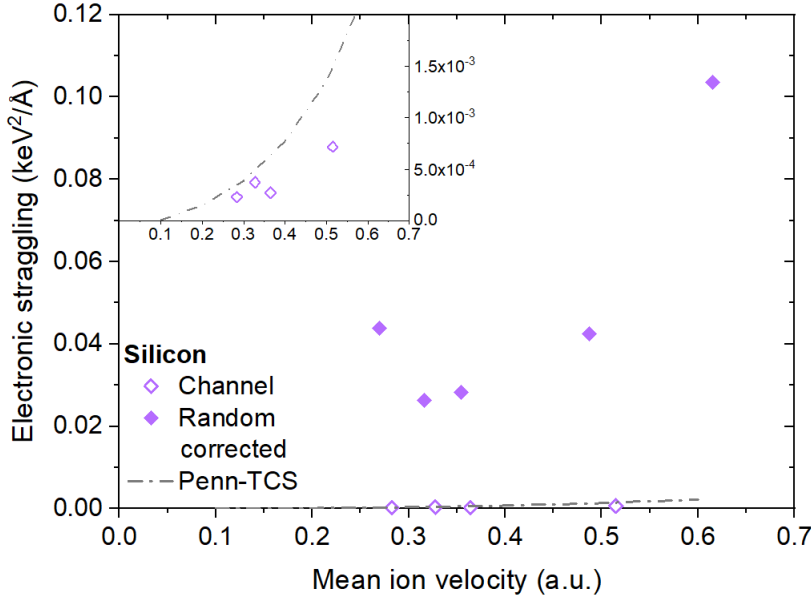 0.12
0.10
0.08
0.06
0.04
0.02
0.00
Electronic straggling (keV²/Å)
1.5x10⁻³
1.0x10⁻³
5.0x10⁻⁴
0.0
0.1 0.2 0.3 0.4 0.5 0.6 0.7
Silicon
Channel
Random
corrected
Penn-TCS
0.0 0.1 0.2 0.3 0.4 0.5 0.6 0.7
Mean ion velocity (a.u.)